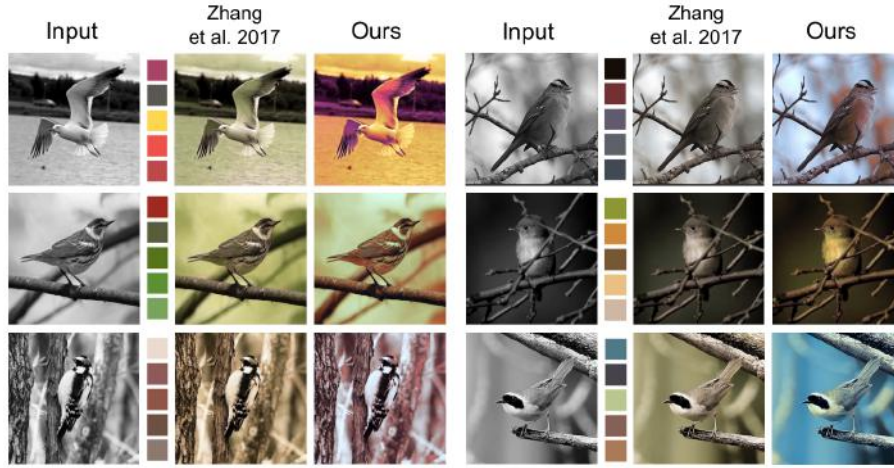 Input
Zhang
et al. 2017
Ours
Input
Zhang
et al. 2017
Ours